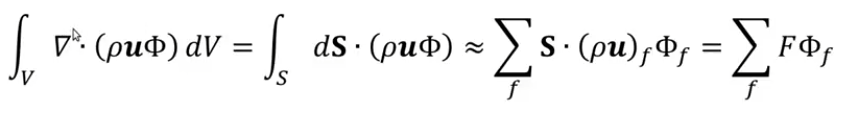 ∫_V ∇ · (ρ𝒖Φ) dV = ∫_S d𝐒 · (ρ𝒖Φ) ≈ ∑_f 𝐒 · (ρ𝒖)_f Φ_f = ∑_f FΦ_f